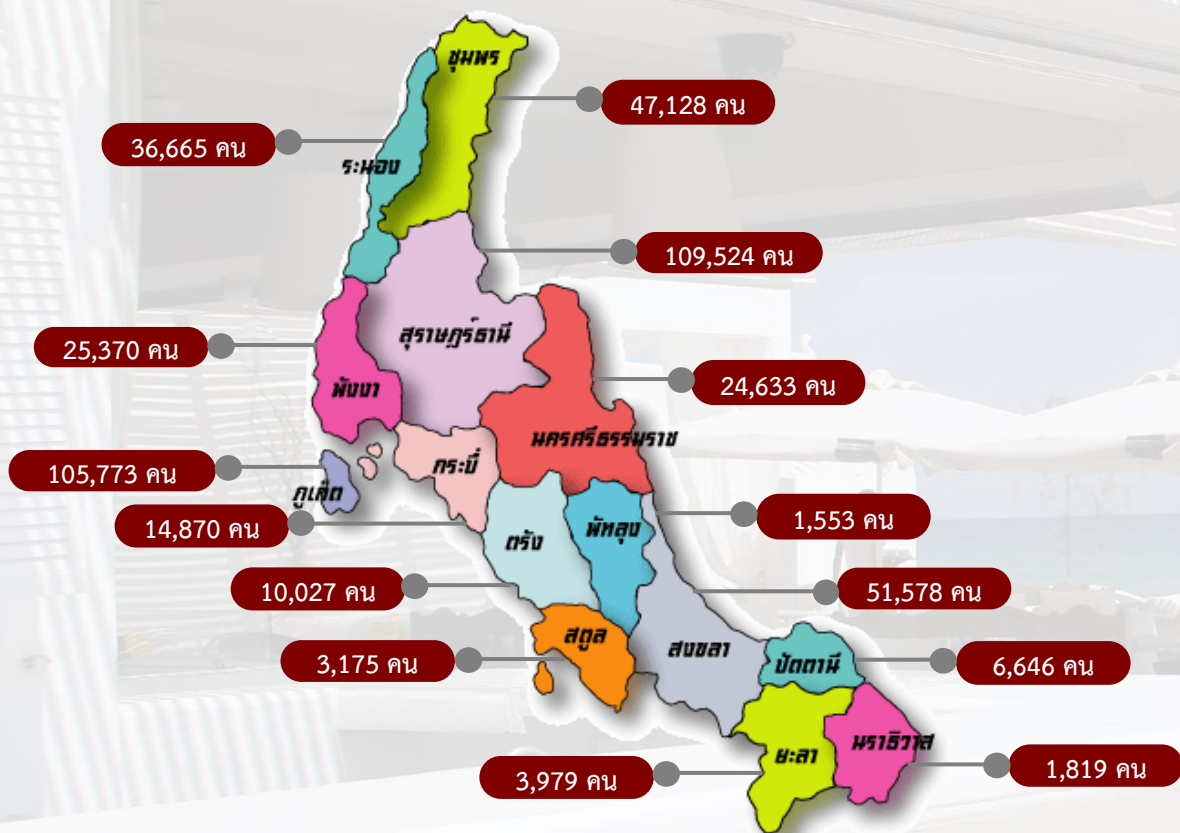 ชุมพร
47,128 คน
36,665 คน
ระนอง
109,524 คน
สุราษฎร์ธานี
25,370 คน
พังงา
24,633 คน
นครศรีธรรมราช
กระบี่
105,773 คน
ภูเก็ต
14,870 คน
1,553 คน
พัทลุง
ตรัง
10,027 คน
51,578 คน
สตูล
สงขลา
3,175 คน
ปัตตานี
6,646 คน
นราธิวาส
ยะลา
3,979 คน
1,819 คน